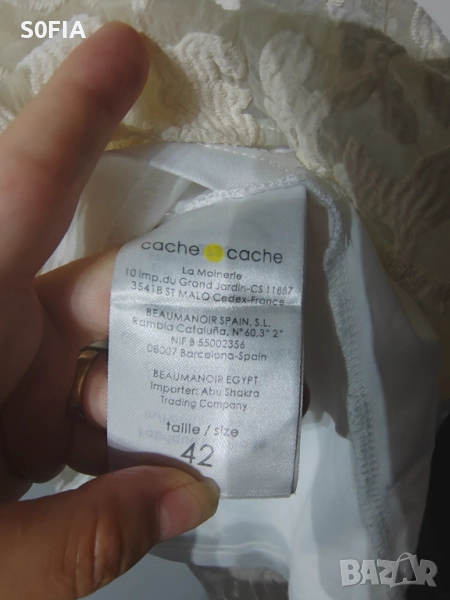 SOFIA
cache cache
La Moinerie
10 imp.du Grand Jardin-CS 11887
35418 ST MALO Cedex-France
BEAUMANOIR SPAIN, S.L.
Rambla Cataluña, N°60,3° 2°
NIF B 55002356
08007 Barcelona-Spain
BEAUMANOIR EGYPT
Importer: Abu Shakra
Trading Company
taille / size
42
BAZAR